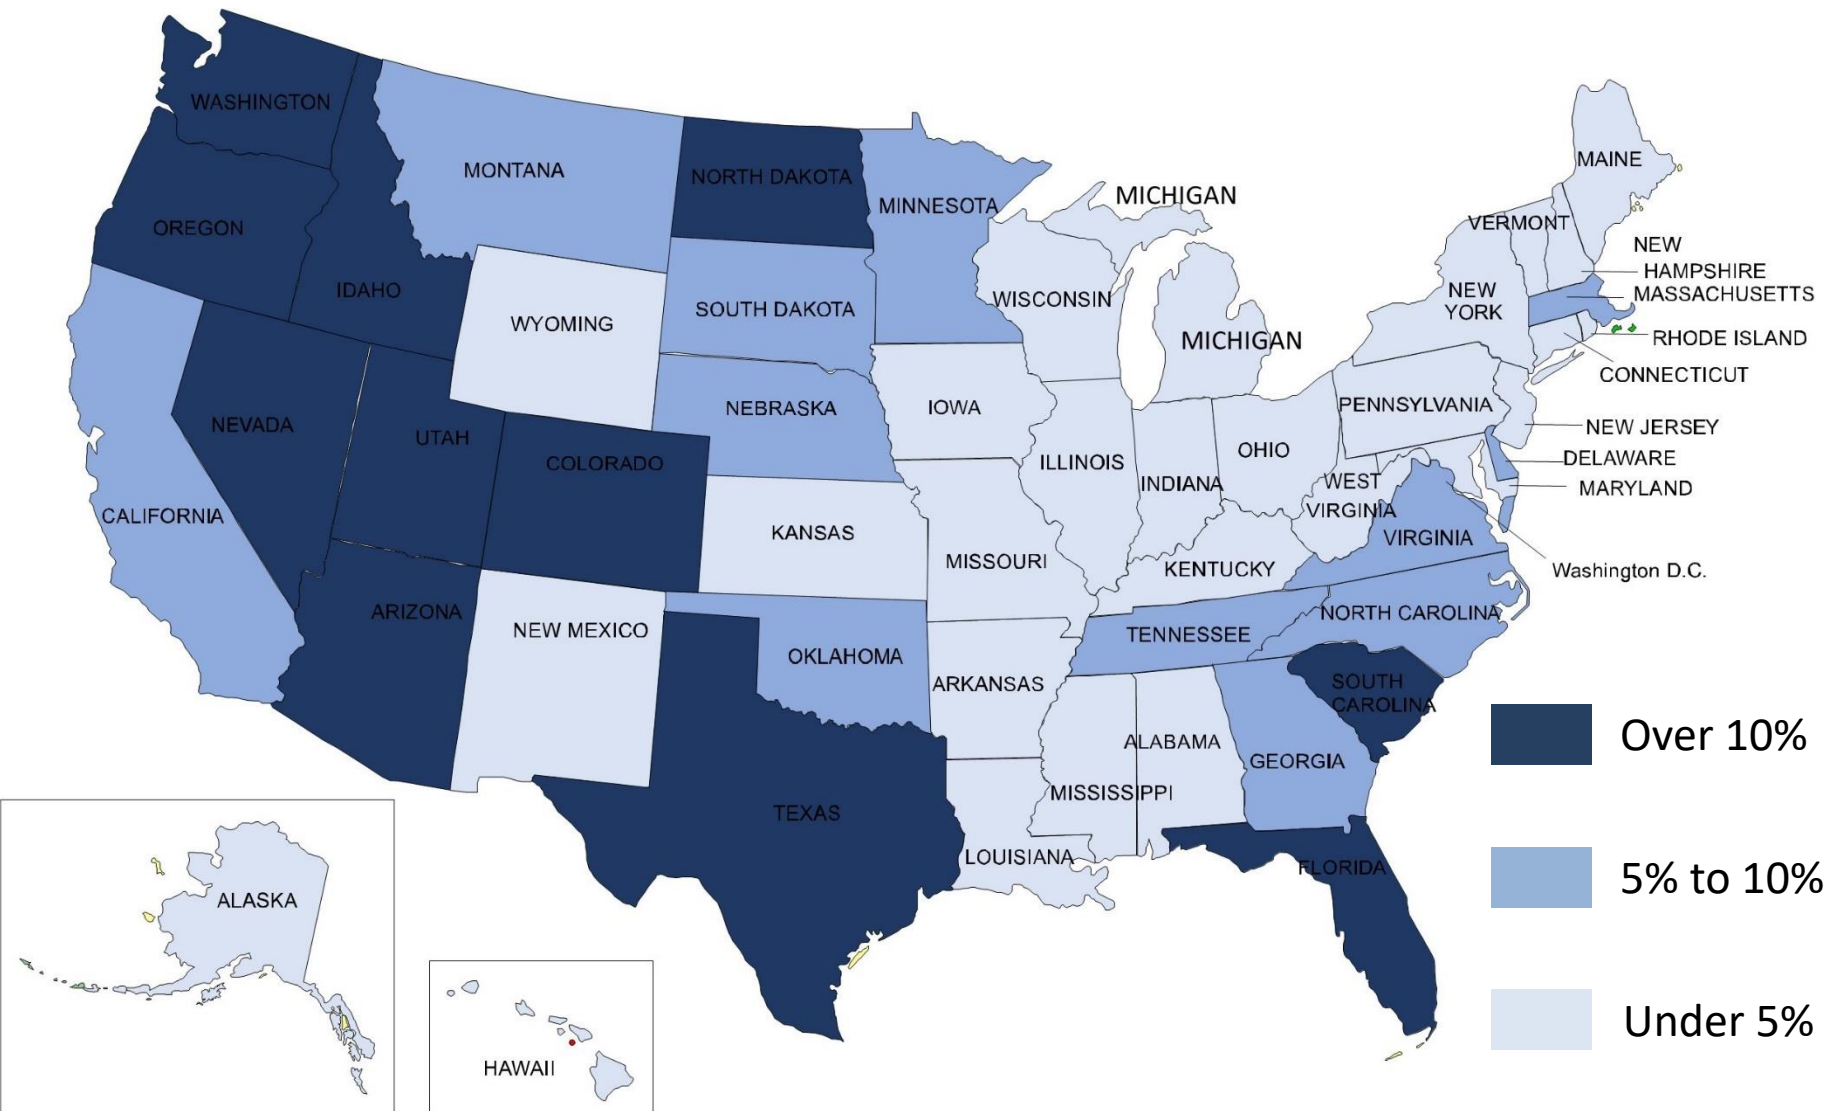 WASHINGTON
MONTANA
NORTH DAKOTA
MINNESOTA
MICHIGAN
MAINE
VERMONT
OREGON
IDAHO
WYOMING
SOUTH DAKOTA
WISCONSIN
MICHIGAN
NEW
YORK
NEW
HAMPSHIRE
MASSACHUSETTS
RHODE ISLAND
CONNECTICUT
NEVADA
UTAH
COLORADO
NEBRASKA
IOWA
ILLINOIS
INDIANA
OHIO
PENNSYLVANIA
NEW JERSEY
DELAWARE
MARYLAND
CALIFORNIA
KANSAS
MISSOURI
KENTUCKY
WEST
VIRGINIA
VIRGINIA
Washington D.C.
ARIZONA
NEW MEXICO
OKLAHOMA
ARKANSAS
TENNESSEE
NORTH CAROLINA
SOUTH
CAROLINA
TEXAS
LOUISIANA
MISSISSIPPI
ALABAMA
GEORGIA
FLORIDA
ALASKA
HAWAII
Over 10%
5% to 10%
Under 5%